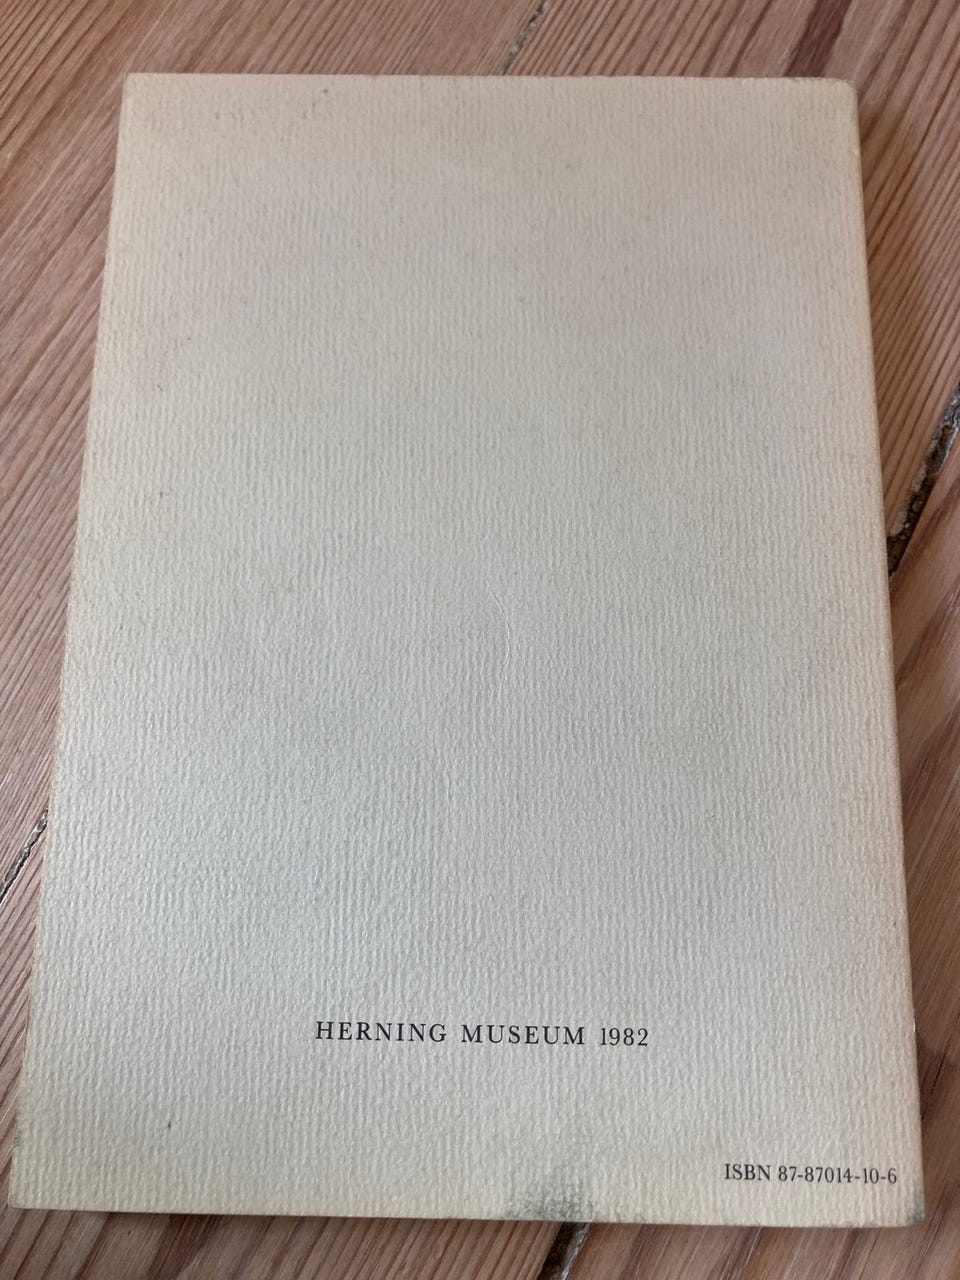 HERNING MUSEUM 1982
ISBN 87-87014-10-6